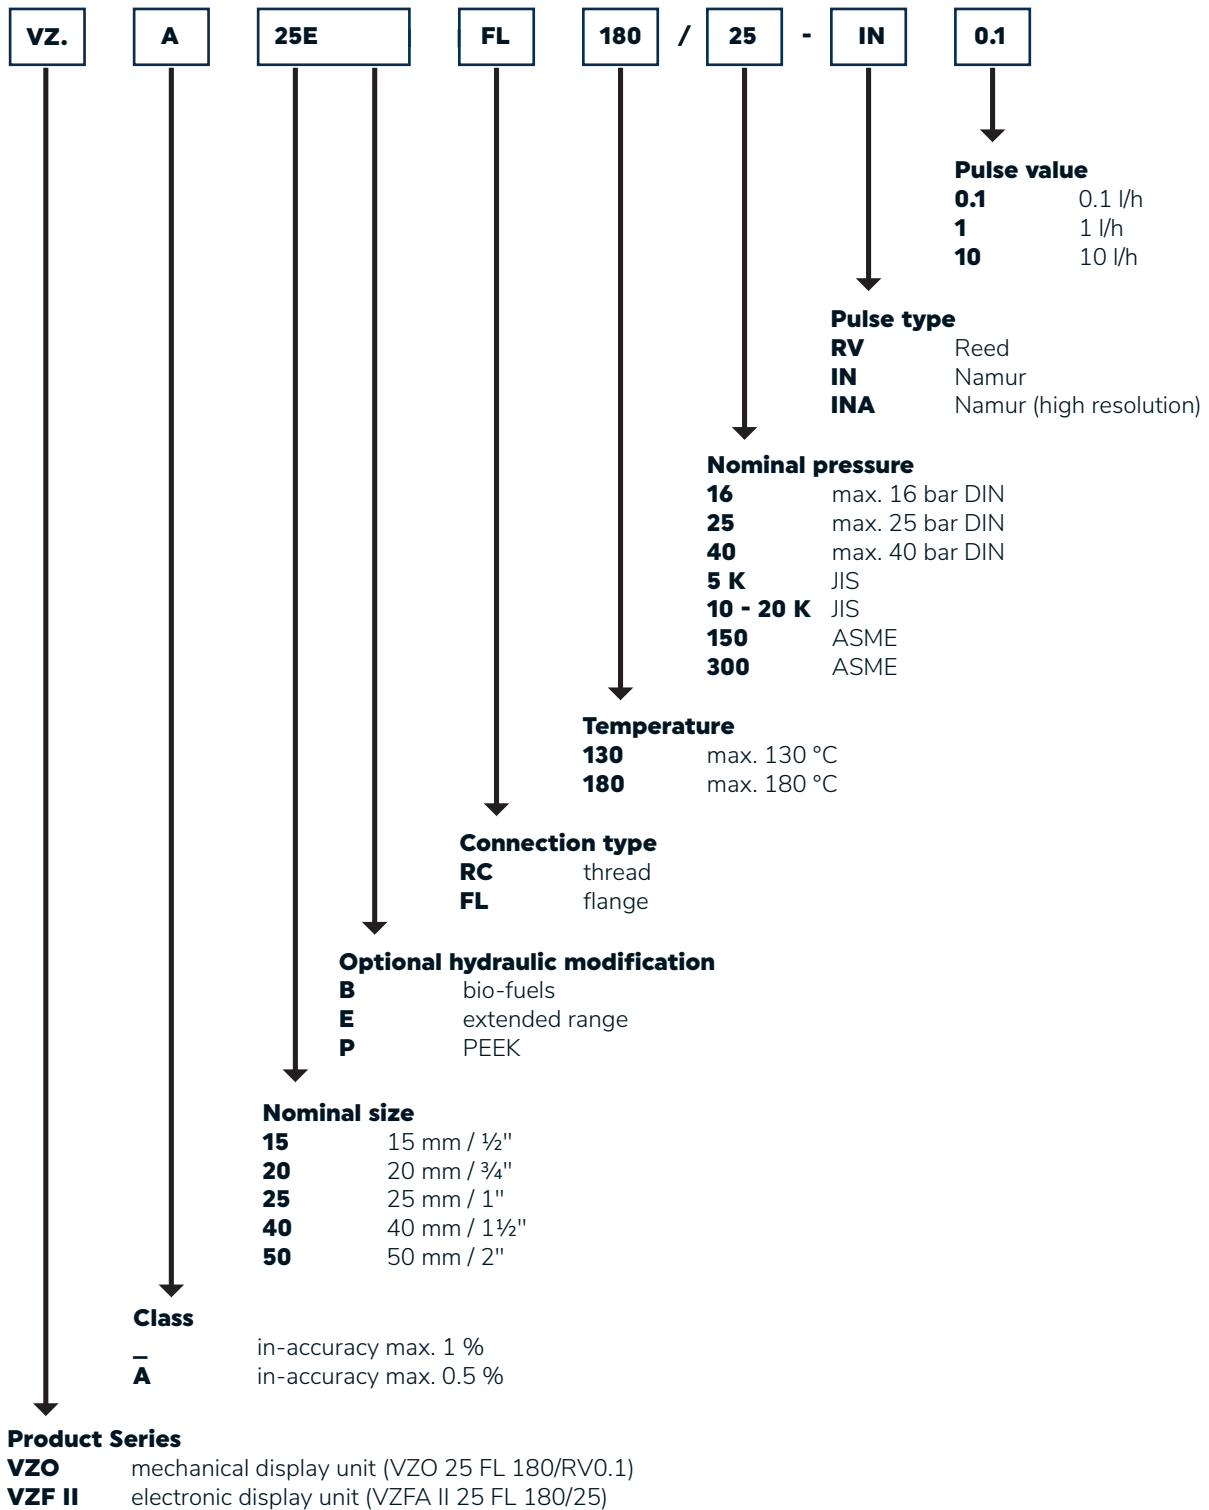 VZ. A 25E FL 180 / 25 - IN 0.1
Pulse value
0.1 0.1 l/h
1 1 l/h
10 10 l/h
Pulse type
RV Reed
IN Namur
INA Namur (high resolution)
Nominal pressure
16 max. 16 bar DIN
25 max. 25 bar DIN
40 max. 40 bar DIN
5 K JIS
10 - 20 K JIS
150 ASME
300 ASME
Temperature
130 max. 130 °C
180 max. 180 °C
Connection type
RC thread
FL flange
Optional hydraulic modification
B bio-fuels
E extended range
P PEEK
Nominal size
15 15 mm / ½"
20 20 mm / ¾"
25 25 mm / 1"
40 40 mm / 1½"
50 50 mm / 2"
Class
_ in-accuracy max. 1 %
A in-accuracy max. 0.5 %
Product Series
VZO mechanical display unit (VZO 25 FL 180/RV0.1)
VZF II electronic display unit (VZFA II 25 FL 180/25)